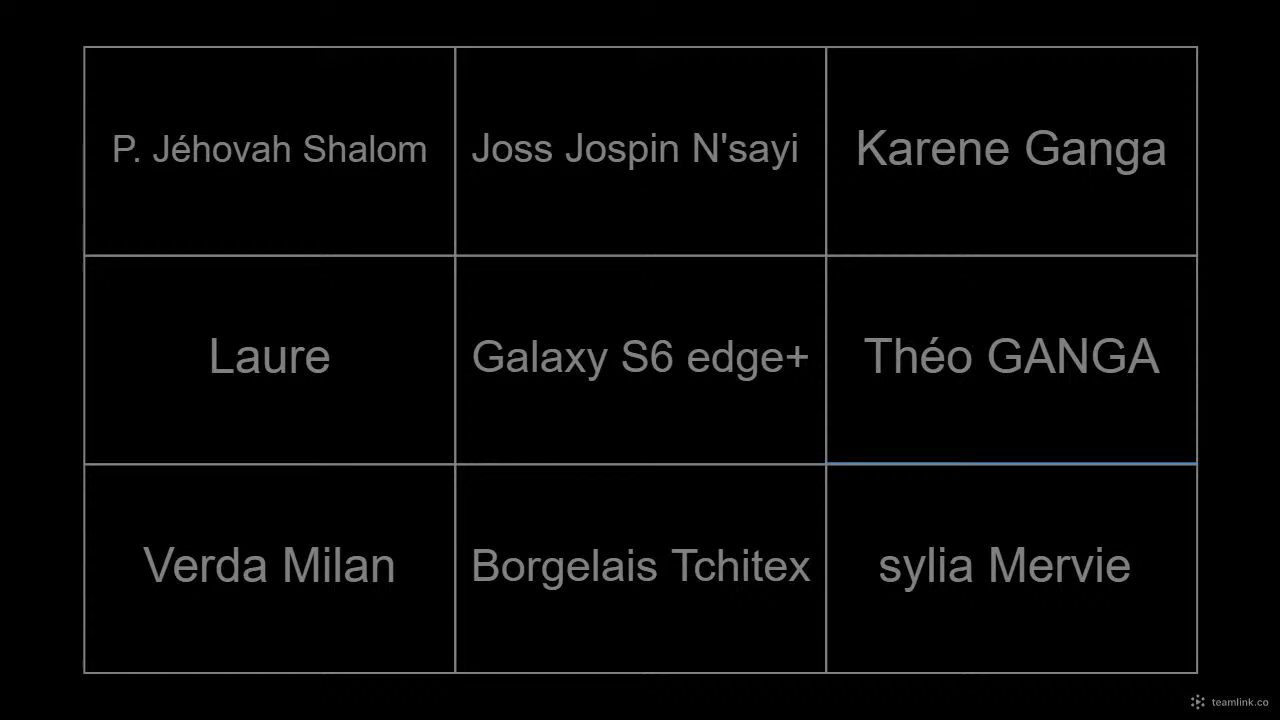 P. Jéhovah Shalom
Joss Jospin N'sayi
Karene Ganga
Laure
Galaxy S6 edge+
Théo GANGA
Verda Milan
Borgelais Tchitex
sylia Mervie
teamlink.co